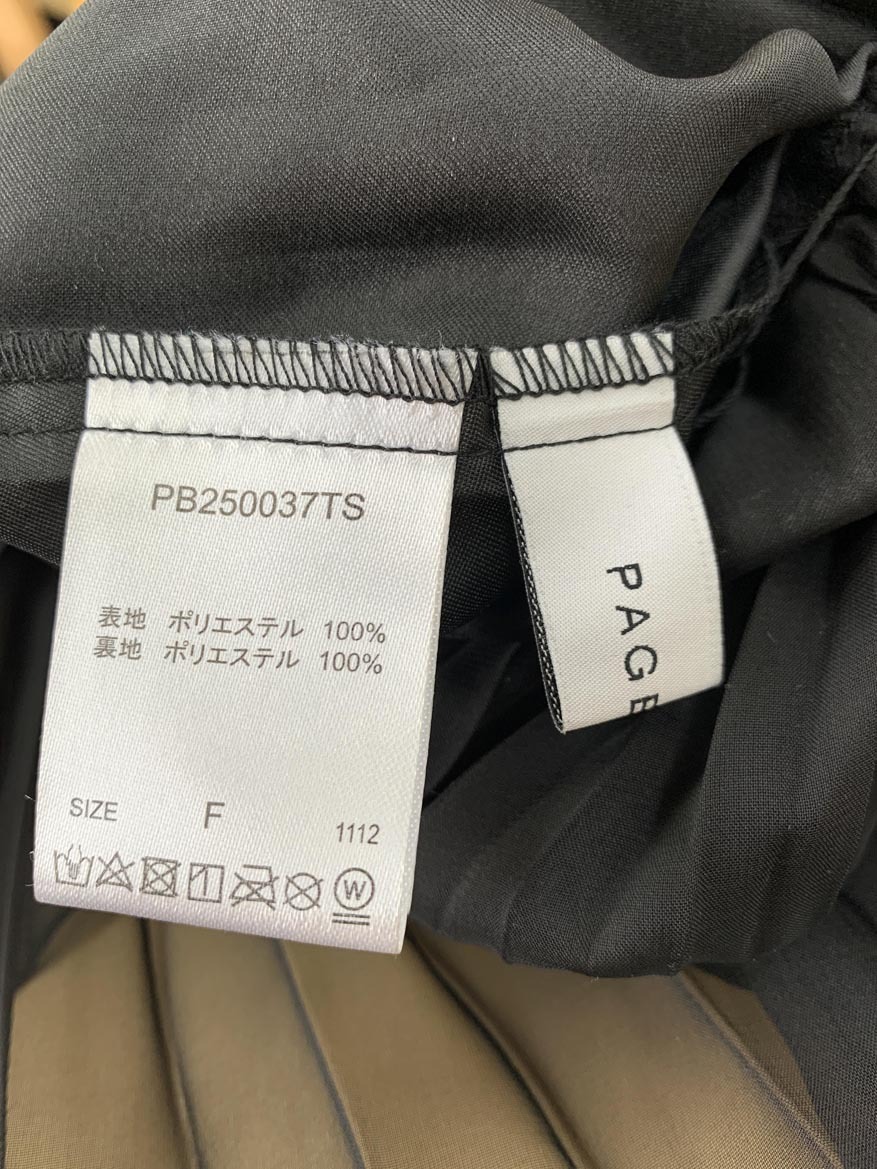 PB250037TS
表地 ポリエステル 100%
裏地 ポリエステル 100%
SIZE F
1112
W
PAGE